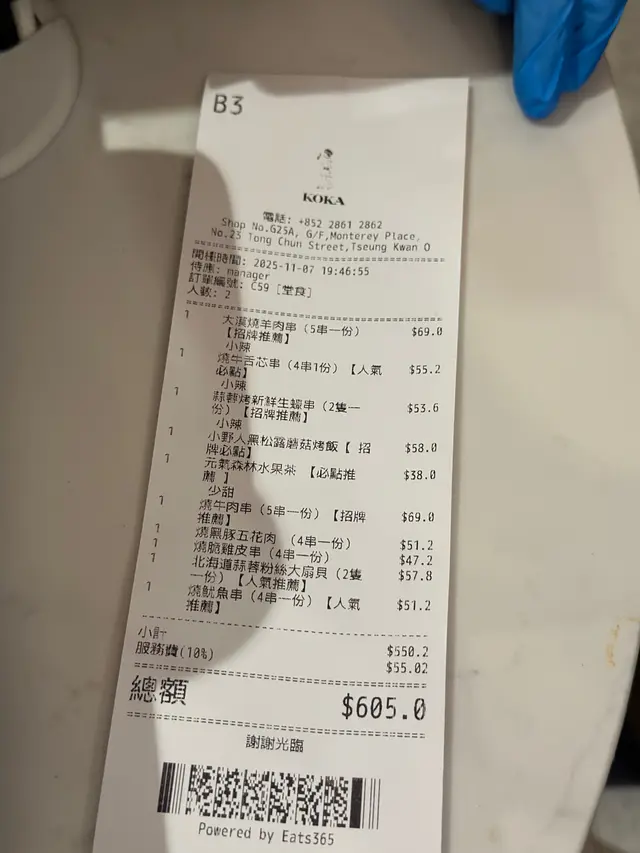 B3
KOKA
電話: +852 2861 2862
Shop No.G25A, G/F,Monterey Place,
No.23 Tong Chun Street,Tseung Kwan O
開檯時間: 2025-11-07 19:46:55
侍應: manager
訂單編號: C59 [堂食]
人數: 2
1 大漠燒羊肉串 (5串一份) $69.0
【招牌推薦】
小辣
1 燒牛舌芯串 (4串1份) 【人氣 $55.2
必點】
小辣
1 蒜蓉烤新鮮生蠔串 (2隻一 $53.6
份) 【招牌推薦】
小辣
1 小野人黑松露蘑菇烤飯【 招 $58.0
牌必點】
1 元氣森林水果茶 【必點推 $38.0
薦 】
少甜
1 燒牛肉串 (5串一份) 【招牌 $69.0
推薦】
1 燒黑豚五花肉 (4串一份) $51.2
1 燒脆雞皮串 (4串一份) $47.2
1 北海道蒜蓉粉絲大扇貝 (2隻 $57.8
一份) 【人氣推薦】
1 燒魷魚串 (4串一份) 【人氣 $51.2
推薦】
小計 $550.2
服務費(10%) $55.02
總額 $605.0
謝謝光臨
Powered by Eats365